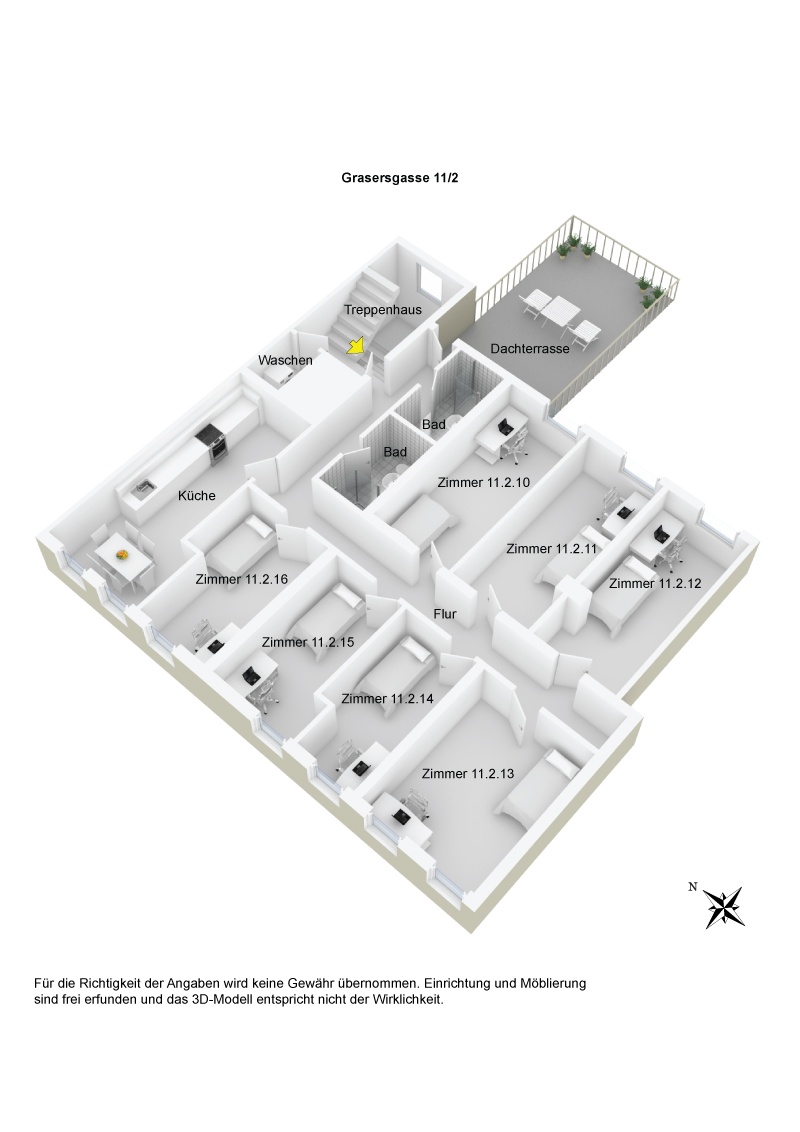 Grasersgasse 11/2
Treppenhaus
Dachterrasse
Waschen
Bad
Bad
Zimmer 11.2.10
Küche
Zimmer 11.2.11
Zimmer 11.2.16
Zimmer 11.2.12
Flur
Zimmer 11.2.15
Zimmer 11.2.14
Zimmer 11.2.13
N
Für die Richtigkeit der Angaben wird keine Gewähr übernommen. Einrichtung und Möblierung
sind frei erfunden und das 3D-Modell entspricht nicht der Wirklichkeit.